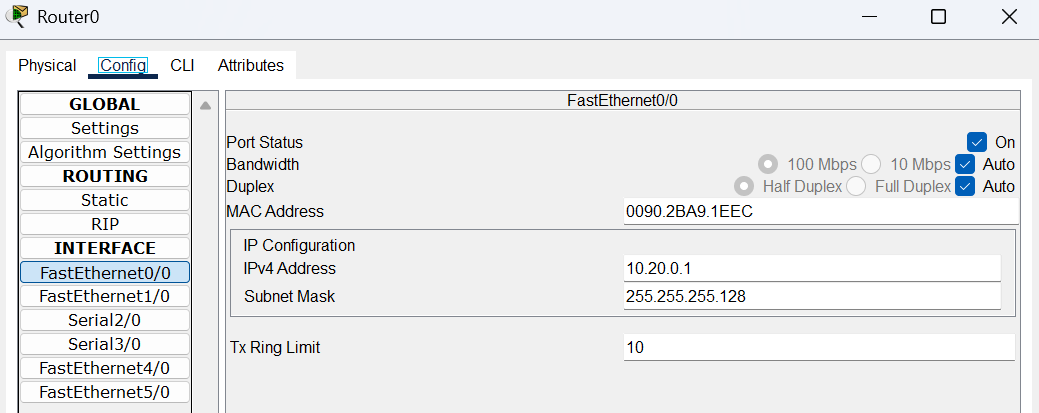 Router0
Physical Config CLI Attributes
GLOBAL
Settings
Algorithm Settings
ROUTING
Static
RIP
INTERFACE
FastEthernet0/0
FastEthernet1/0
Serial2/0
Serial3/0
FastEthernet4/0
FastEthernet5/0
FastEthernet0/0
Port Status On
Bandwidth 100 Mbps 10 Mbps Auto
Duplex Half Duplex Full Duplex Auto
MAC Address 0090.2BA9.1EEC
IP Configuration
IPv4 Address 10.20.0.1
Subnet Mask 255.255.255.128
Tx Ring Limit 10